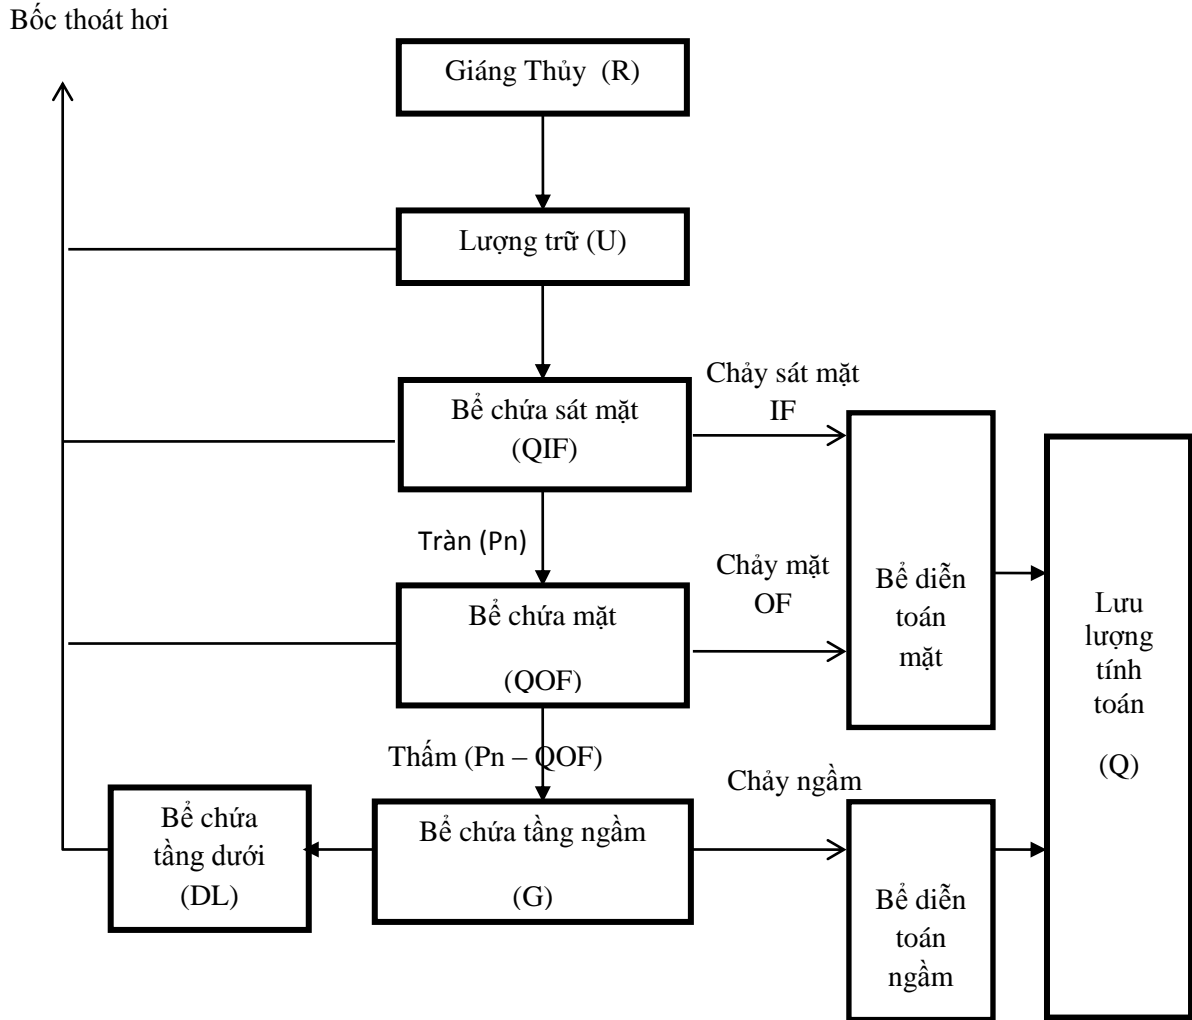 Bốc thoát hơi
Giáng Thủy (R)
Lượng trữ (U)
Bể chứa sát mặt
(QIF)
Chảy sát mặt
IF
Tràn (Pn)
Bể chứa mặt
(QOF)
Chảy mặt
OF
Bể diễn
toán
mặt
Lưu
lượng
tính
toán
(Q)
Thấm (Pn – QOF)
Bể chứa
tầng dưới
(DL)
Bể chứa tầng ngầm
(G)
Chảy ngầm
Bể diễn
toán
ngầm